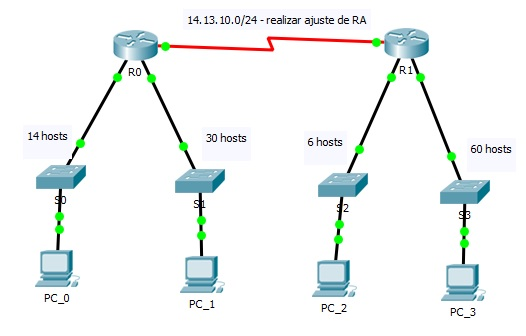 14.13.10.0/24 - realizar ajuste de RA
R0
R1
14 hosts
30 hosts
6 hosts
60 hosts
S0
S1
S2
S3
PC_0
PC_1
PC_2
PC_3